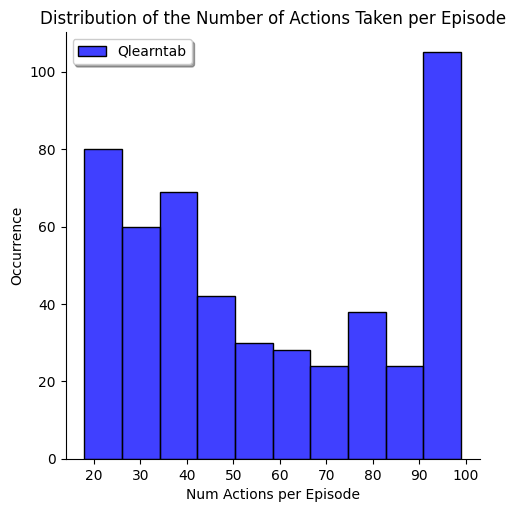 Distribution of the Number of Actions Taken per Episode
Qlearntab
100
80
60
40
20
0
Occurrence
20 30 40 50 60 70 80 90 100
Num Actions per Episode